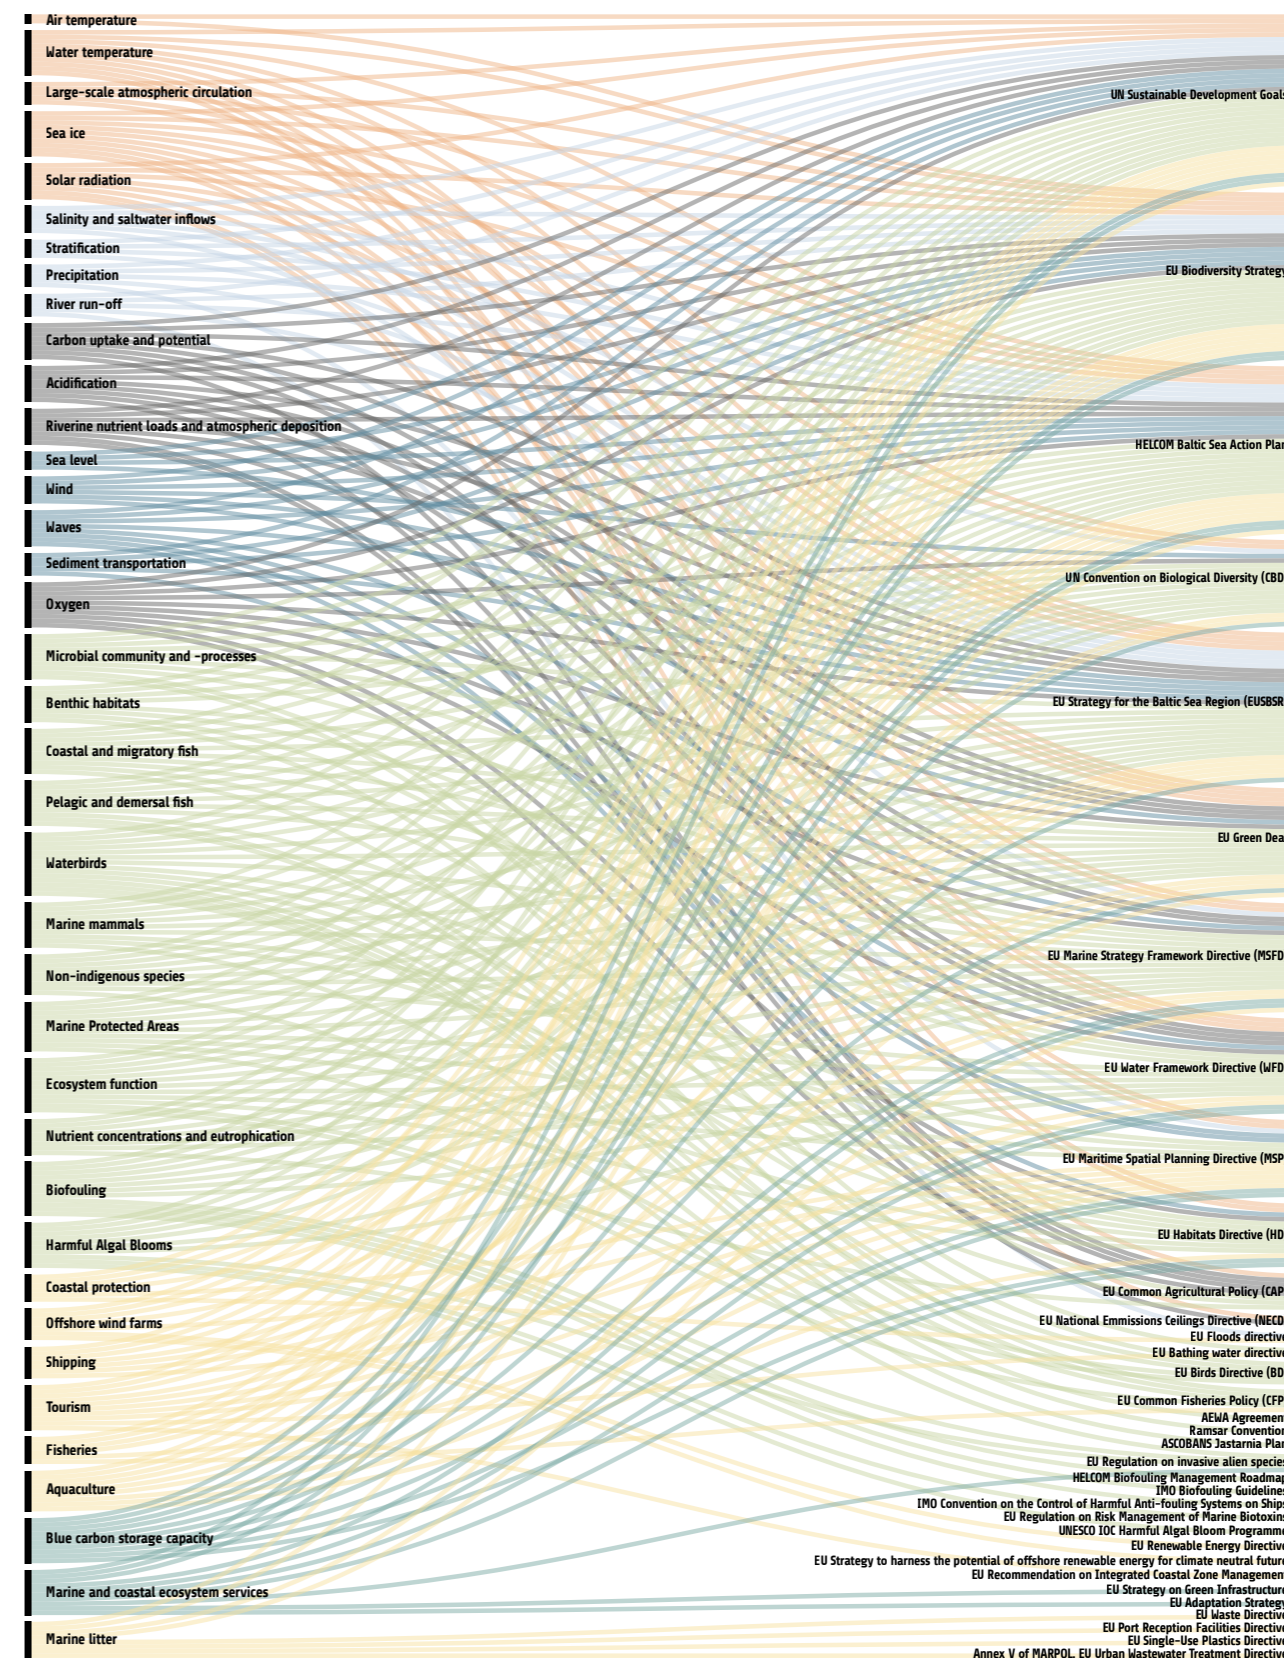 Air temperature
Water temperature
Large-scale atmospheric circulation
Sea ice
Solar radiation
Salinity and saltwater inflows
Stratification
Precipitation
River run-off
Carbon uptake and potential
Acidification
Riverine nutrient loads and atmospheric deposition
Sea level
Wind
Waves
Sediment transportation
Oxygen
Microbial community and -processes
Benthic habitats
Coastal and migratory fish
Pelagic and demersal fish
Waterbirds
Marine mammals
Non-indigenous species
Marine Protected Areas
Ecosystem function
Nutrient concentrations and eutrophication
Biofouling
Harmful Algal Blooms
Coastal protection
Offshore wind farms
Shipping
Tourism
Fisheries
Aquaculture
Blue carbon storage capacity
Marine and coastal ecosystem services
Marine litter
UN Sustainable Development Goals
EU Biodiversity Strategy
HELCOM Baltic Sea Action Plan
UN Convention on Biological Diversity (CBD
EU Strategy for the Baltic Sea Region (EUSBSR
EU Green Dea
EU Marine Strategy Framework Directive (MSFD
EU Water Framework Directive (WFD
EU Maritime Spatial Planning Directive (MSP
EU Habitats Directive (HD
EU Common Agricultural Policy (CAP
EU National Emmissions Ceilings Directive (NECD
EU Floods directive
EU Bathing water directive
EU Birds Directive (BD
EU Common Fisheries Policy (CFP
AEWA Agreemen
Ramsar Convention
ASCOBANS Jastarnia Plan
EU Regulation on invasive alien species
HELCOM Biofouling Management Roadmap
IMO Biofouling Guidelines
IMO Convention on the Control of Harmful Anti-fouling Systems on Ships
EU Regulation on Risk Management of Marine Biotoxins
UNESCO IOC Harmful Algal Bloom Programme
EU Renewable Energy Directive
EU Strategy to harness the potential of offshore renewable energy for climate neutral future
EU Recommendation on Integrated Coastal Zone Managemen
EU Strategy on Green Infrastructure
EU Adaptation Strategy
EU Waste Directive
EU Port Reception Facilities Directive
EU Single-Use Plastics Directive
Annex V of MARPOL, EU Urban Wastewater Treatment Directive